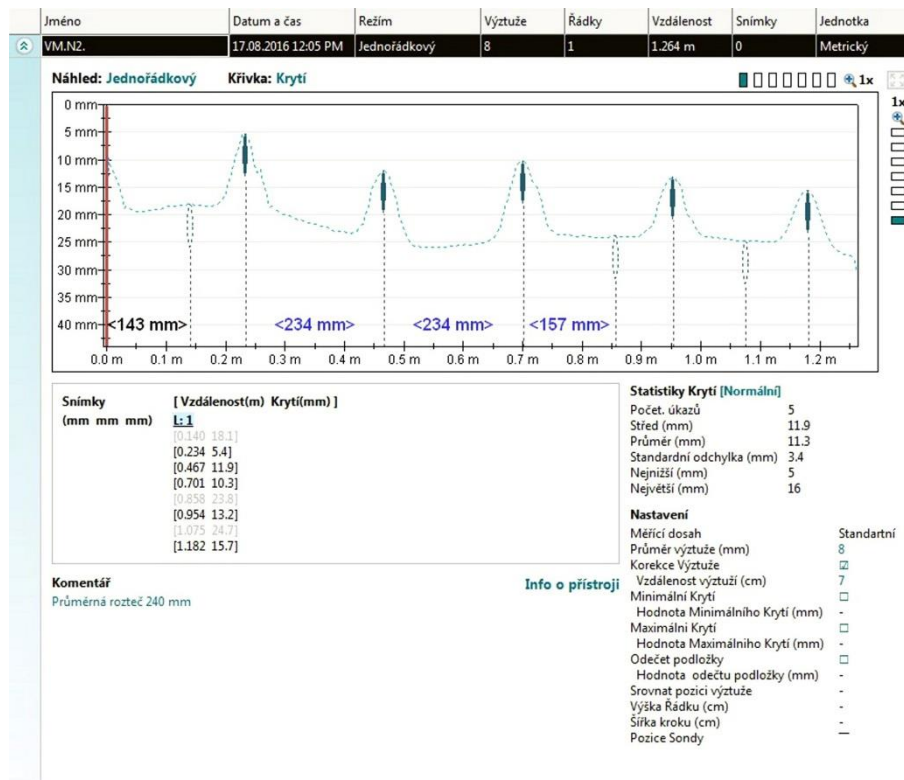 Jméno Datum a čas Režím Výztuže Řádky Vzdálenost Snímky Jednotka
VM.N2. 17.08.2016 12:05 PM Jednořádkový 8 1 1.264 m 0 Metrický
Náhled: Jednořádkový Křivka: Krytí 1x
1x
0 mm
5 mm
10 mm
15 mm
20 mm
25 mm
30 mm
35 mm
40 mm <143 mm> <234 mm> <234 mm> <157 mm>
0.0 m 0.1 m 0.2 m 0.3 m 0.4 m 0.5 m 0.6 m 0.7 m 0.8 m 0.9 m 1.0 m 1.1 m 1.2 m
Snímky [ Vzdálenost(m) Krytí(mm) ]
(mm mm mm) L: 1
[0.140 18.1]
[0.234 5.4]
[0.467 11.9]
[0.701 10.3]
[0.858 23.8]
[0.954 13.2]
[1.075 24.7]
[1.182 15.7]
Komentář Info o přístroji
Průměrná rozteč 240 mm
Statistiky Krytí [Normální]
Počet. úkazů 5
Střed (mm) 11.9
Průměr (mm) 11.3
Standardní odchylka (mm) 3.4
Nejnižší (mm) 5
Největší (mm) 16
Nastavení
Měřící dosah Standartní
Průměr výztuže (mm) 8
Korekce Výztuže
Vzdálenost výztuží (cm) 7
Minimální Krytí
Hodnota Minimálního Krytí (mm) -
Maximálni Krytí
Hodnota Maximálniho Krytí (mm) -
Odečet podložky
Hodnota odečtu podložky (mm) -
Srovnat pozici výztuže -
Výška Řádku (cm) -
Šířka kroku (cm) -
Pozice Sondy —